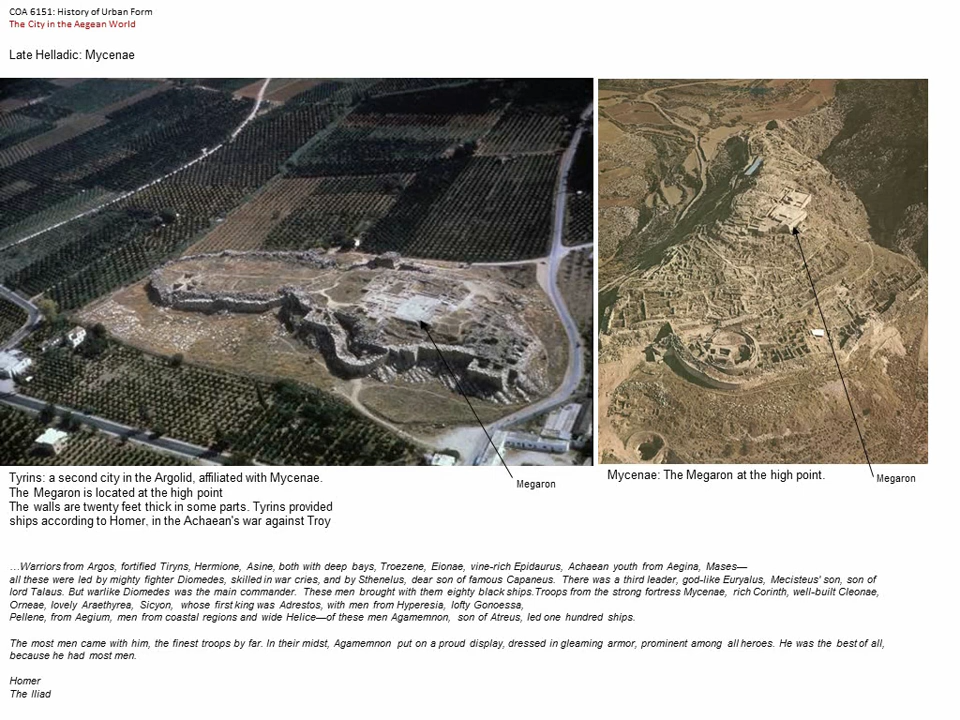 COA 6151: History of Urban Form
The City in the Aegean World
Late Helladic: Mycenae
Tyrins: a second city in the Argolid, affiliated with Mycenae.
The Megaron is located at the high point
The walls are twenty feet thick in some parts. Tyrins provided
ships according to Homer, in the Achaean's war against Troy
Megaron
Mycenae: The Megaron at the high point.
Megaron
…Warriors from Argos, fortified Tiryns, Hermione, Asine, both with deep bays, Troezene, Eionae, vine-rich Epidaurus, Achaean youth from Aegina, Mases—
all these were led by mighty fighter Diomedes, skilled in war cries, and by Sthenelus, dear son of famous Capaneus. There was a third leader, god-like Euryalus, Mecisteus' son, son of
lord Talaus. But warlike Diomedes was the main commander. These men brought with them eighty black ships.Troops from the strong fortress Mycenae, rich Corinth, well-built Cleonae,
Orneae, lovely Araethyrea, Sicyon, whose first king was Adrestos, with men from Hyperesia, lofty Gonoessa,
Pellene, from Aegium, men from coastal regions and wide Helice—of these men Agamemnon, son of Atreus, led one hundred ships.
The most men came with him, the finest troops by far. In their midst, Agamemnon put on a proud display, dressed in gleaming armor, prominent among all heroes. He was the best of all,
because he had most men.
Homer
The Iliad